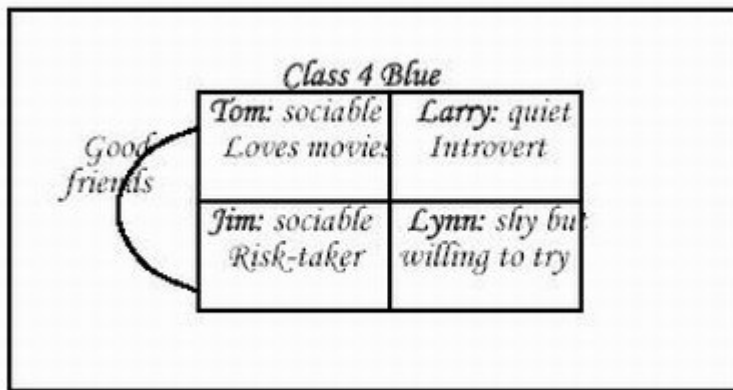 Class 4 Blue
Tom: sociable
Loves movies
Larry: quiet
Introvert
Good
friends
Jim: sociable
Risk-taker
Lynn: shy but
willing to try